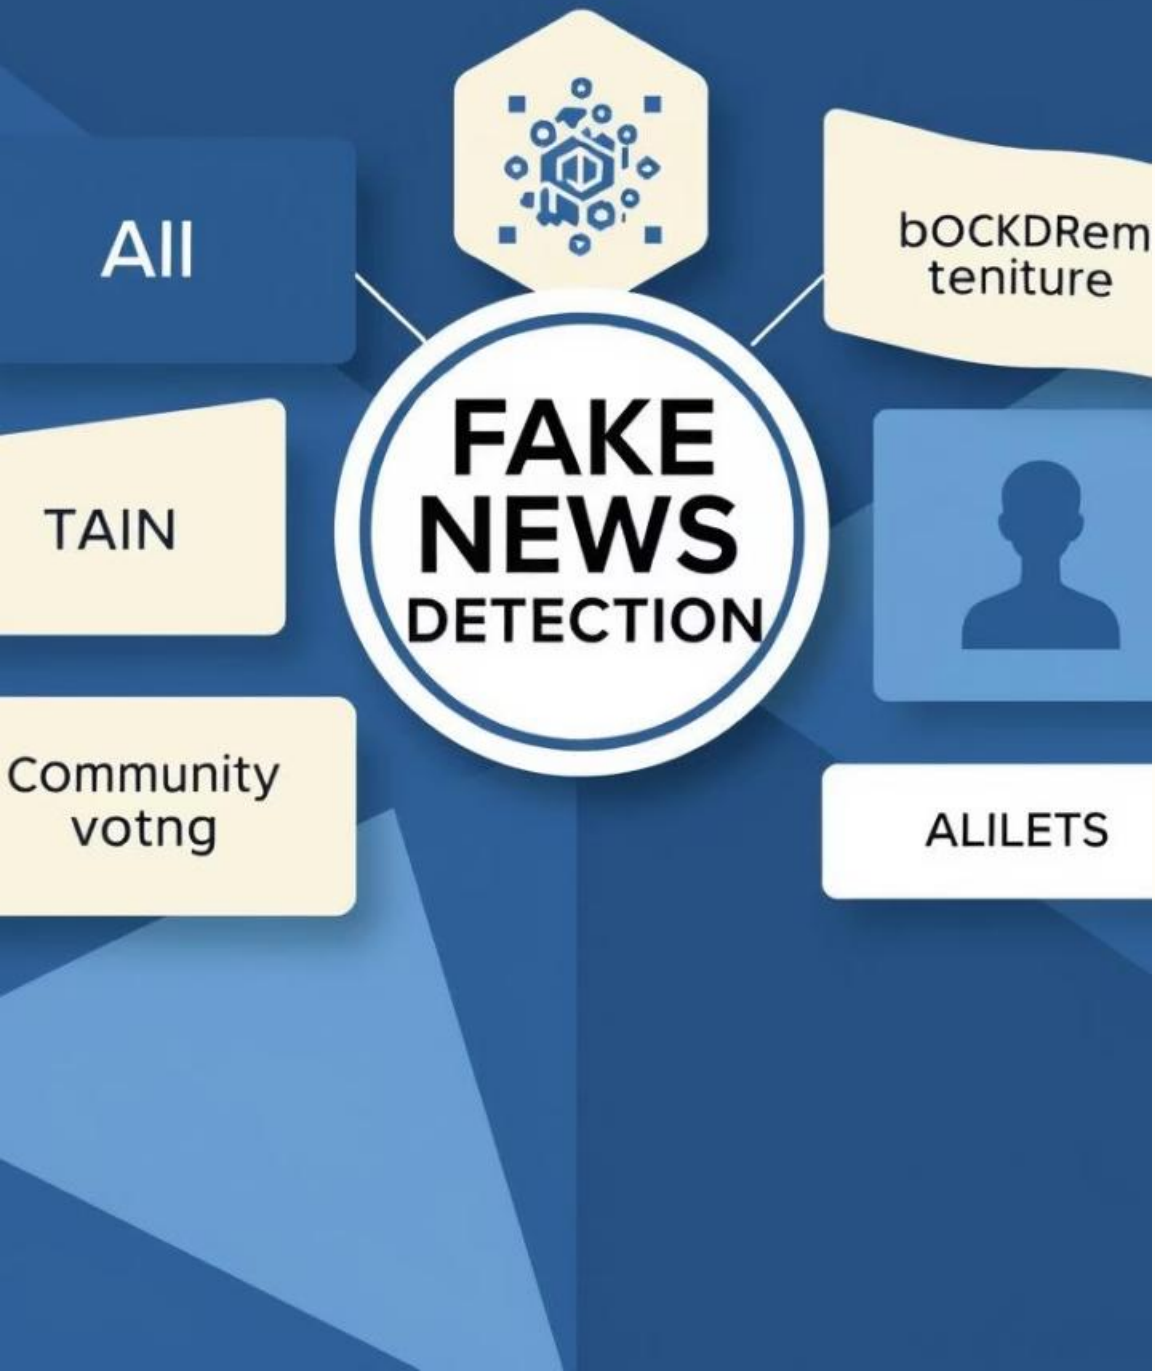 All
bOCKDRem
teniture
FAKE
NEWS
DETECTION
TAIN
Community
votng
ALILETS